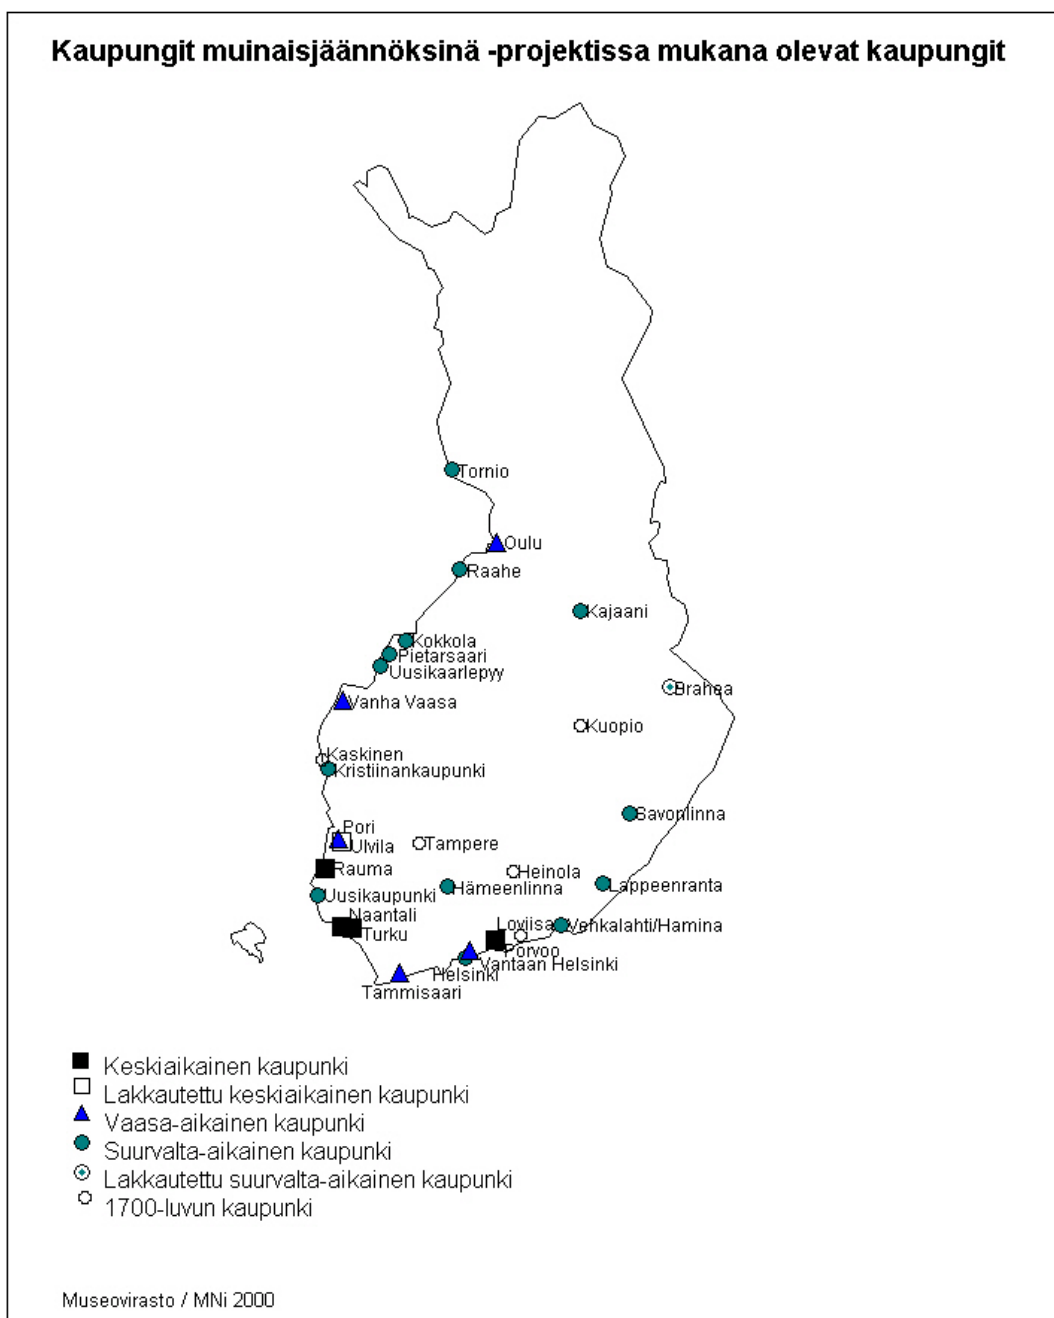 Kaupungit muinaisjäännöksinä -projektissa mukana olevat kaupungit
Tornio
Oulu
Raahe
Kajaani
Kokkola
Pietarsaari
Uusikaarlepyy
Brahea
Vanha Vaasa
Kuopio
Kaskinen
Kristiinankaupunki
Savonlinna
Pori
Ulvila
Tampere
Rauma
Heinola
Hämeenlinna
Lappeenranta
Uusikaupunki
Naantali
Turku
Loviisa
Vehkalahti/Hamina
Porvoo
Vantaan Helsinki
Helsinki
Tammisaari
Keskiaikainen kaupunki
Lakkautettu keskiaikainen kaupunki
Vaasa-aikainen kaupunki
Suurvalta-aikainen kaupunki
Lakkautettu suurvalta-aikainen kaupunki
1700-luvun kaupunki
Museovirasto / MNi 2000